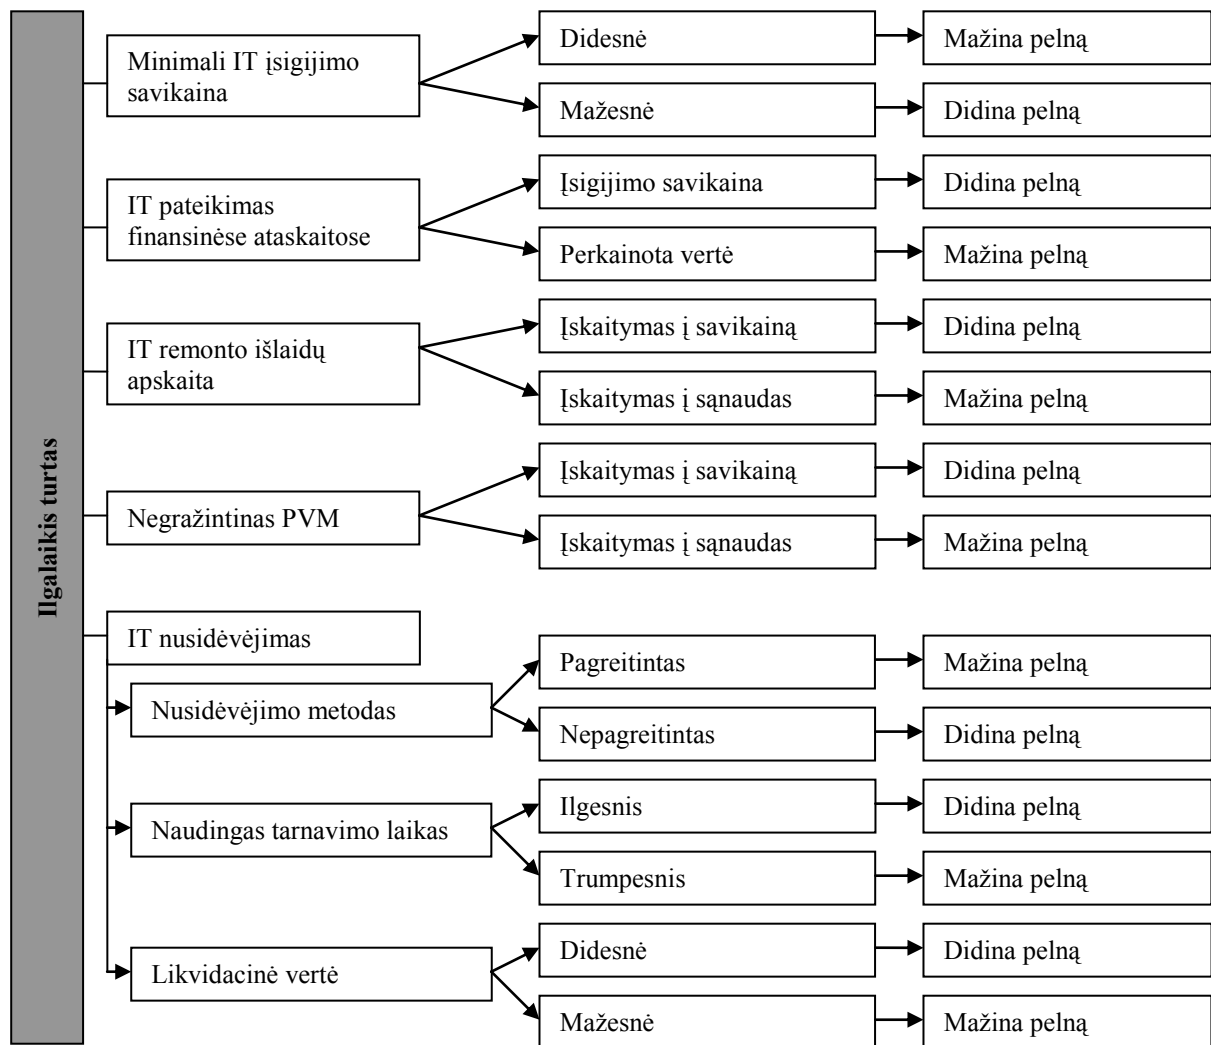 Ilgalaikis turtas
Minimali IT įsigijimo
savikaina
Didesnė
Mažina pelną
Mažesnė
Didina pelną
IT pateikimas
finansinėse ataskaitose
Įsigijimo savikaina
Didina pelną
Perkainota vertė
Mažina pelną
IT remonto išlaidų
apskaita
Įskaitymas į savikainą
Didina pelną
Įskaitymas į sąnaudas
Mažina pelną
Negražintinas PVM
Įskaitymas į savikainą
Didina pelną
Įskaitymas į sąnaudas
Mažina pelną
IT nusidėvėjimas
Nusidėvėjimo metodas
Pagreitintas
Mažina pelną
Nepagreitintas
Didina pelną
Naudingas tarnavimo laikas
Ilgesnis
Didina pelną
Trumpesnis
Mažina pelną
Likvidacinė vertė
Didesnė
Didina pelną
Mažesnė
Mažina pelną